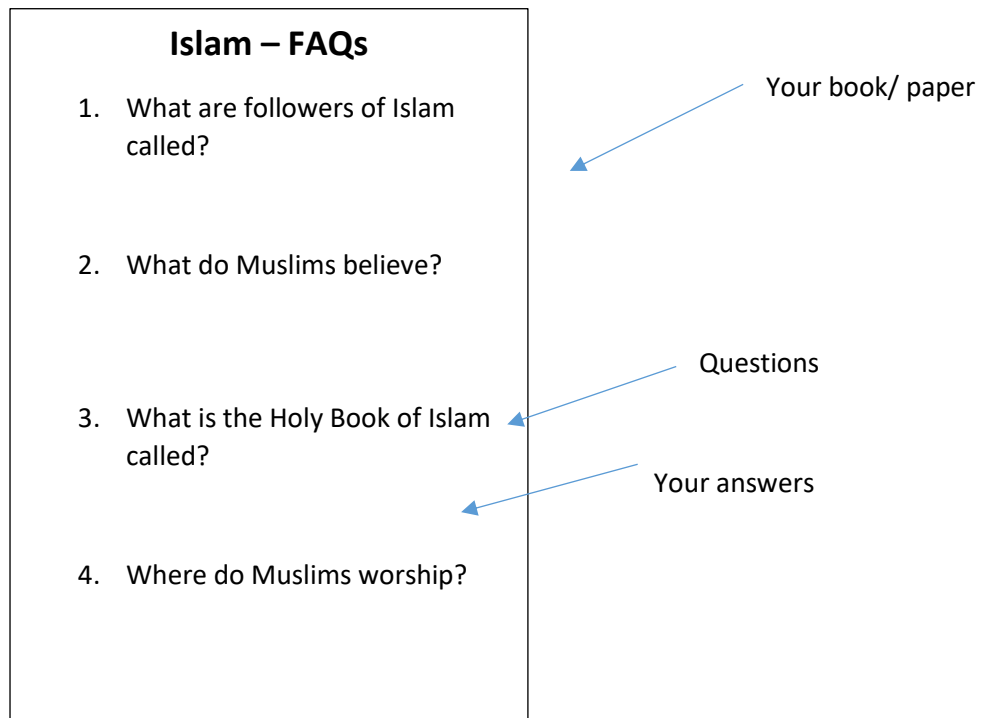 Islam – FAQs
1. What are followers of Islam
called?
2. What do Muslims believe?
3. What is the Holy Book of Islam
called?
4. Where do Muslims worship?
Your book/ paper
Questions
Your answers